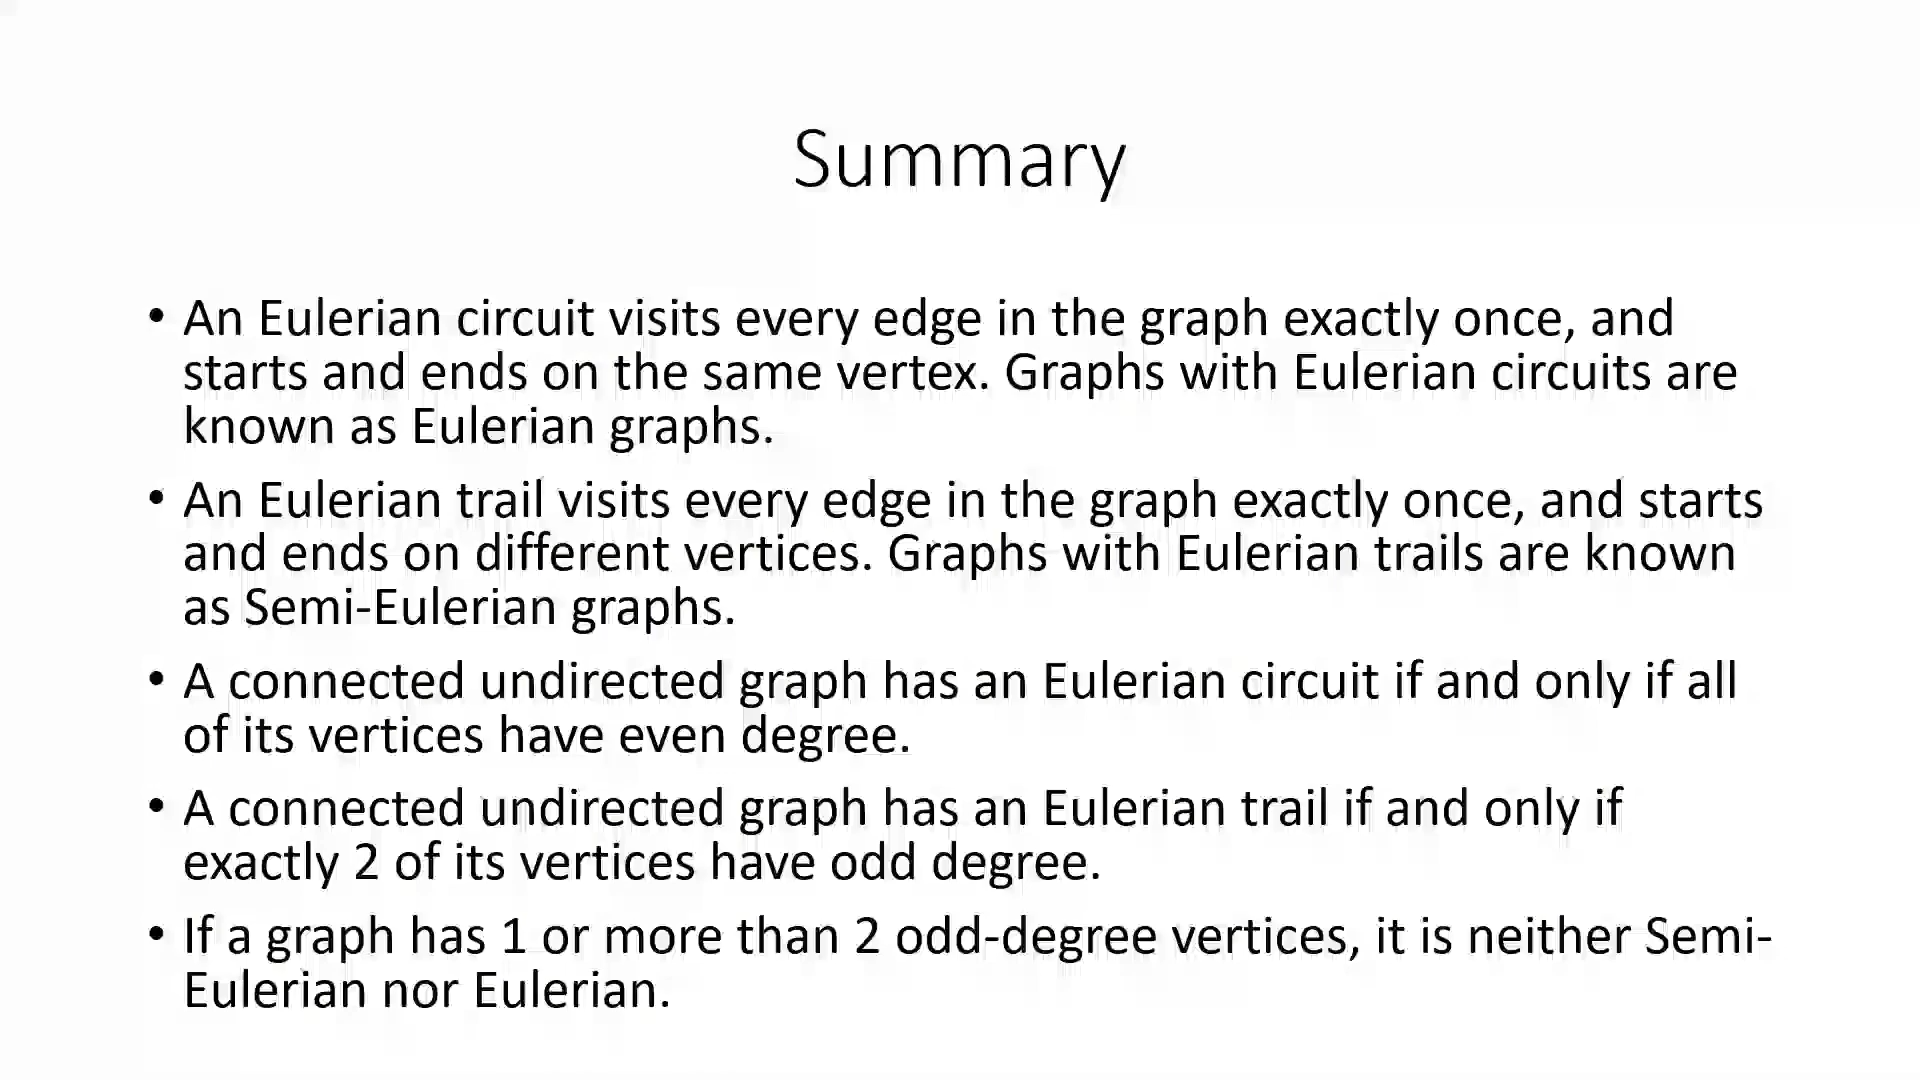 Summary
• An Eulerian circuit visits every edge in the graph exactly once, and
starts and ends on the same vertex. Graphs with Eulerian circuits are
known as Eulerian graphs.
• An Eulerian trail visits every edge in the graph exactly once, and starts
and ends on different vertices. Graphs with Eulerian trails are known
as Semi-Eulerian graphs.
• A connected undirected graph has an Eulerian circuit if and only if all
of its vertices have even degree.
• A connected undirected graph has an Eulerian trail if and only if
exactly 2 of its vertices have odd degree.
• If a graph has 1 or more than 2 odd-degree vertices, it is neither Semi-
Eulerian nor Eulerian.